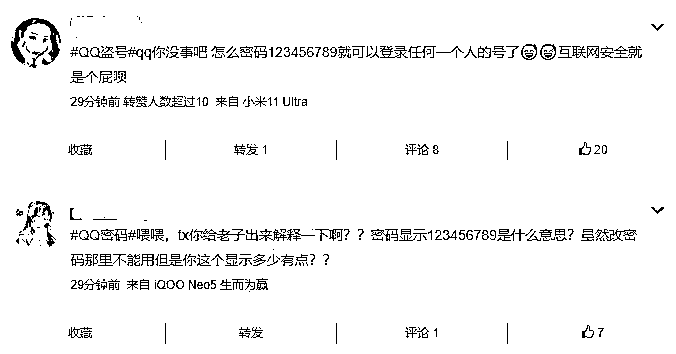 #QQ盗号#qq你没事吧 怎么密码123456789就可以登录任何一个人的号了😅😅互联网安全就
是个屁呗
29分钟前 转赞人数超过10 来自 小米11 Ultra
收藏 转发 1 评论 8 20
#QQ密码#喂喂，tx你给老子出来解释一下啊？？密码显示123456789是什么意思？虽然改密
码那里不能用但是你这个显示多少有点？？
29分钟前 来自 iQOO Neo5 生而为赢
收藏 转发 评论 1 7